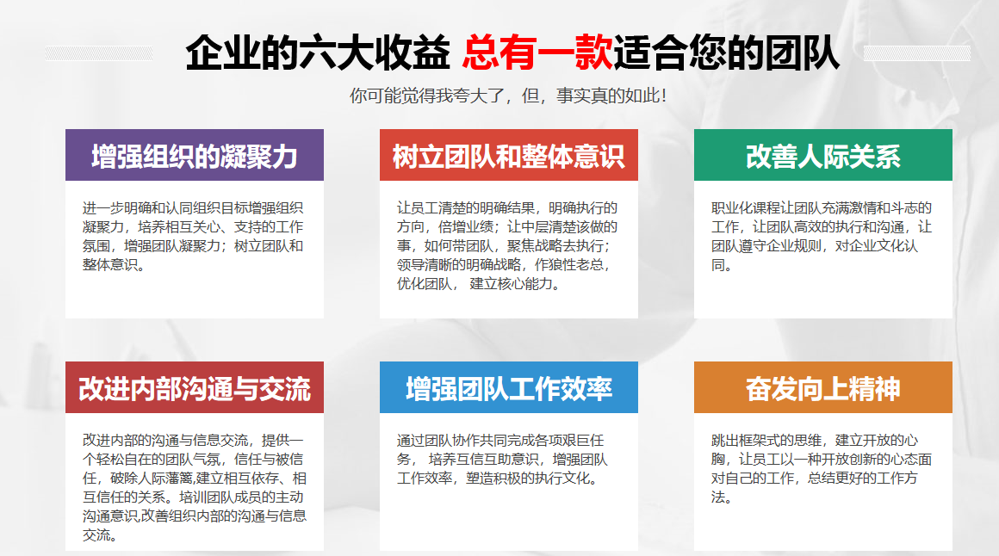 企业的六大收益 总有一款适合您的团队
你可能觉得我夸大了，但，事实真的如此！
增强组织的凝聚力
进一步明确和认同组织目标增强组织
凝聚力，培养相互关心、支持的工作
氛围，增强团队凝聚力；树立团队和
整体意识。
树立团队和整体意识
让员工清楚的明确结果，明确执行的
方向，倍增业绩；让中层清楚该做的
事，如何带团队，聚焦战略去执行；
领导清晰的明确战略，作狼性老总，
优化团队， 建立核心能力。
改善人际关系
职业化课程让团队充满激情和斗志的
工作，让团队高效的执行和沟通，让
团队遵守企业规则，对企业文化认
同。
改进内部沟通与交流
改进内部的沟通与信息交流，提供一
个轻松自在的团队气氛，信任与被信
任，破除人际藩篱,建立相互依存、相
互信任的关系。培训团队成员的主动
沟通意识,改善组织内部的沟通与信息
交流。
增强团队工作效率
通过团队协作共同完成各项艰巨任
务， 培养互信互助意识，增强团队
工作效率，塑造积极的执行文化。
奋发向上精神
跳出框架式的思维，建立开放的心
胸，让员工以一种开放创新的心态面
对自己的工作，总结更好的工作方
法。